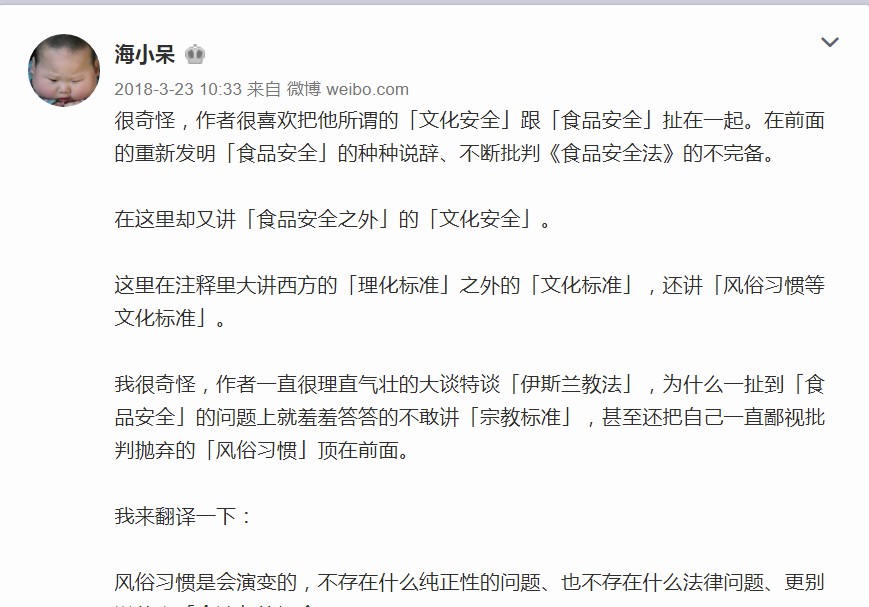 海小呆
2018-3-23 10:33 来自 微博 weibo.com
很奇怪，作者很喜欢把他所谓的「文化安全」跟「食品安全」扯在一起。在前面
的重新发明「食品安全」的种种说辞、不断批判《食品安全法》的不完备。
在这里却又讲「食品安全之外」的「文化安全」。
这里在注释里大讲西方的「理化标准」之外的「文化标准」，还讲「风俗习惯等
文化标准」。
我很奇怪，作者一直很理直气壮的大谈特谈「伊斯兰教法」，为什么一扯到「食
品安全」的问题上就羞羞答答的不敢讲「宗教标准」，甚至还把自己一直鄙视批
判抛弃的「风俗习惯」顶在前面。
我来翻译一下：
风俗习惯是会演变的，不存在什么纯正性的问题、也不存在什么法律问题、更别